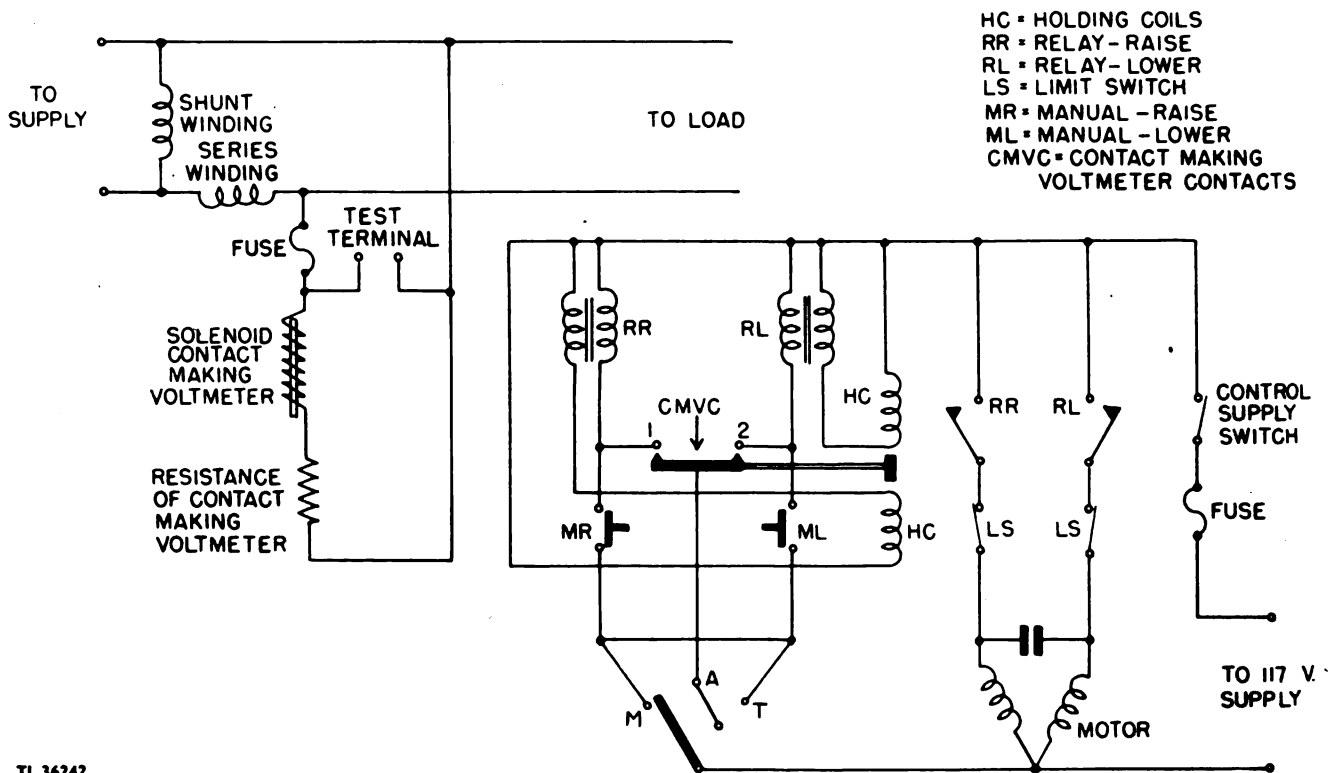 HC = HOLDING COILS
RR = RELAY-RAISE
RL = RELAY-LOWER
LS = LIMIT SWITCH
MR = MANUAL-RAISE
ML = MANUAL-LOWER
CMVC = CONTACT MAKING
VOLTMETER CONTACTS
TO
SUPPLY
SHUNT
WINDING
SERIES
WINDING
TO LOAD
FUSE
TEST
TERMINAL
SOLENOID
CONTACT
MAKING
VOLTMETER
RESISTANCE
OF CONTACT
MAKING
VOLTMETER
RR
RL
HC
CMVC
1
2
MR
ML
HC
RR
RL
LS
LS
CONTROL
SUPPLY
SWITCH
FUSE
M
A
T
MOTOR
TO 117 V.
SUPPLY
TL 36242